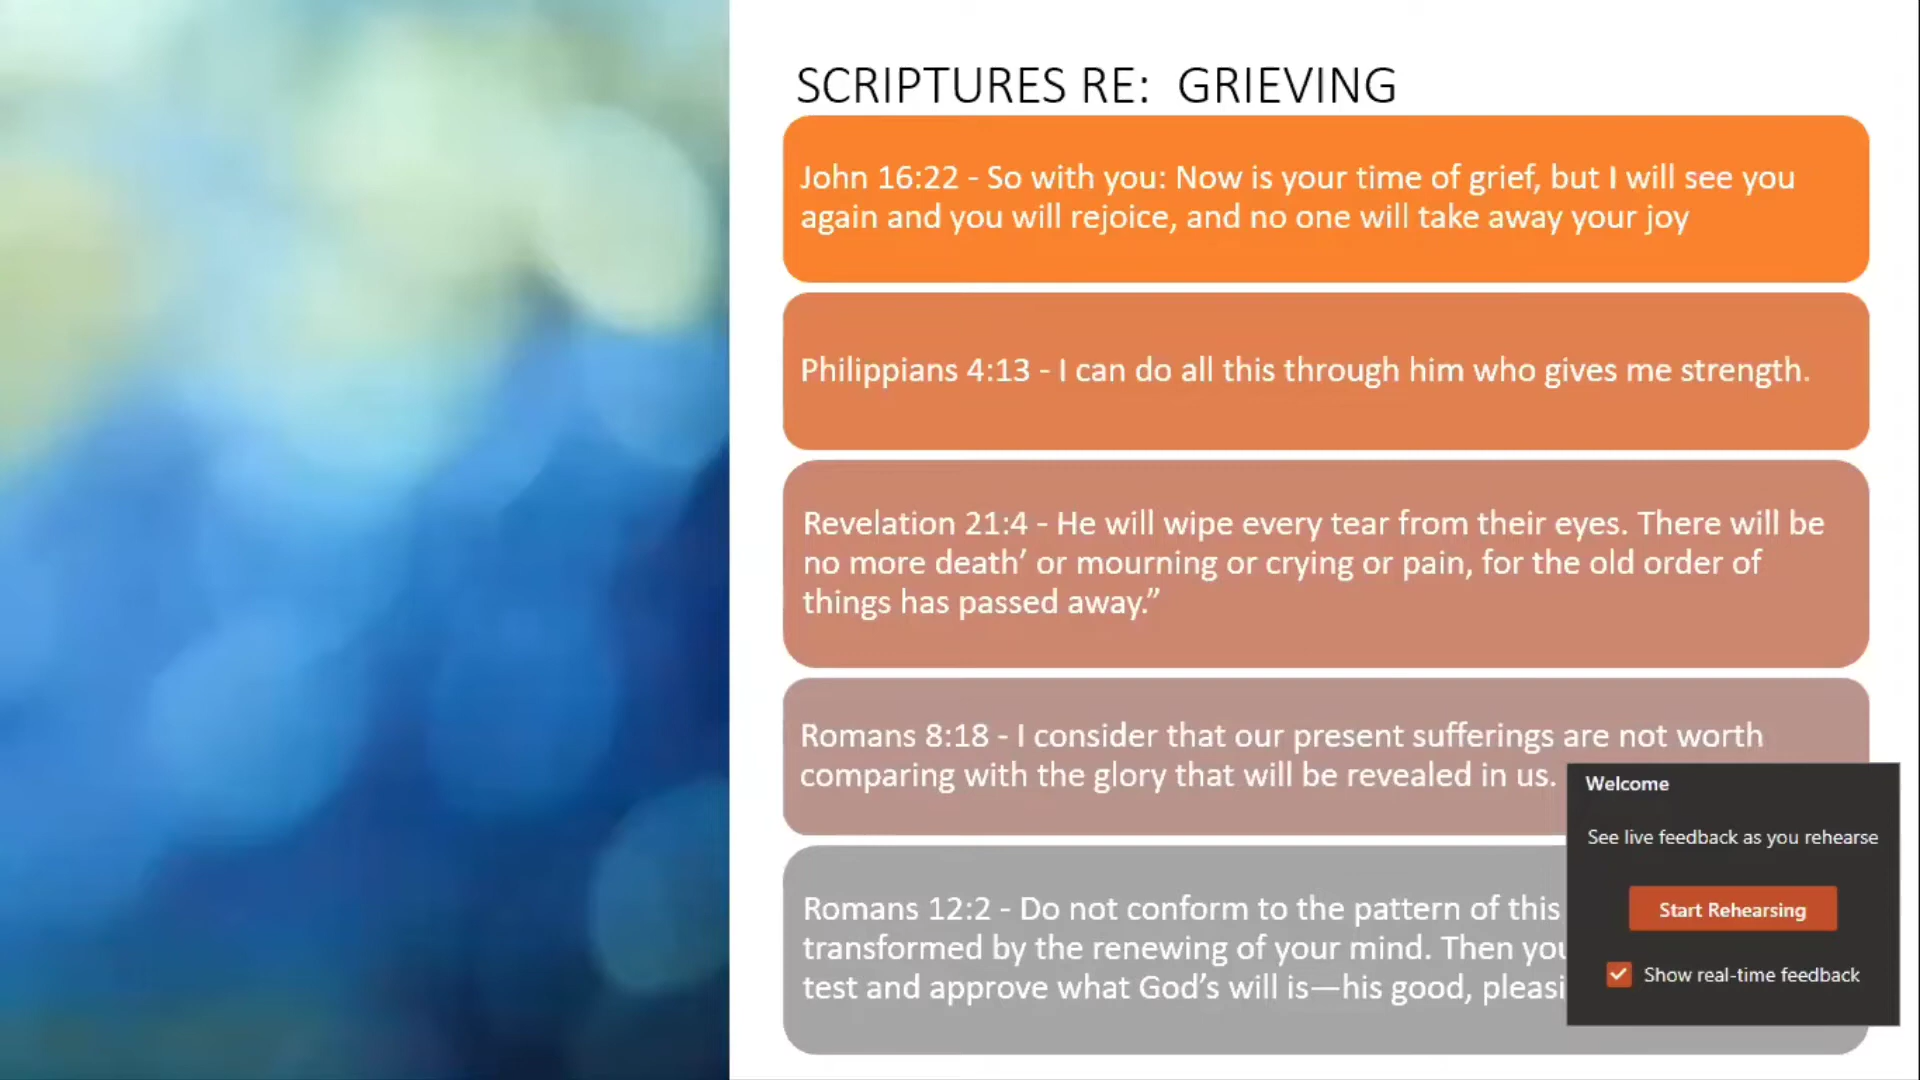 SCRIPTURES RE:  GRIEVING
John 16:22 - So with you: Now is your time of grief, but I will see you
again and you will rejoice, and no one will take away your joy
Philippians 4:13 - I can do all this through him who gives me strength.
Revelation 21:4 - He will wipe every tear from their eyes. There will be
no more death’ or mourning or crying or pain, for the old order of
things has passed away.”
Romans 8:18 - I consider that our present sufferings are not worth
comparing with the glory that will be revealed in us.
Romans 12:2 - Do not conform to the pattern of this
transformed by the renewing of your mind. Then you
test and approve what God’s will is—his good, pleasi
Welcome
See live feedback as you rehearse
Start Rehearsing
Show real-time feedback